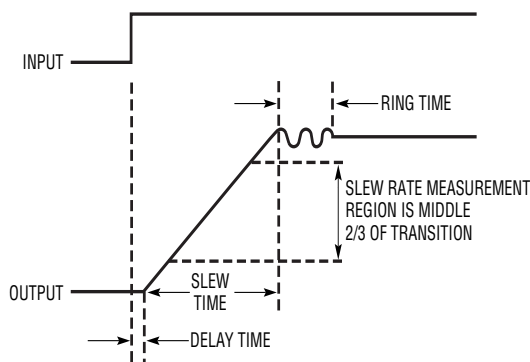 INPUT
RING TIME
SLEW RATE MEASUREMENT
REGION IS MIDDLE
2/3 OF TRANSITION
SLEW
TIME
OUTPUT
DELAY TIME